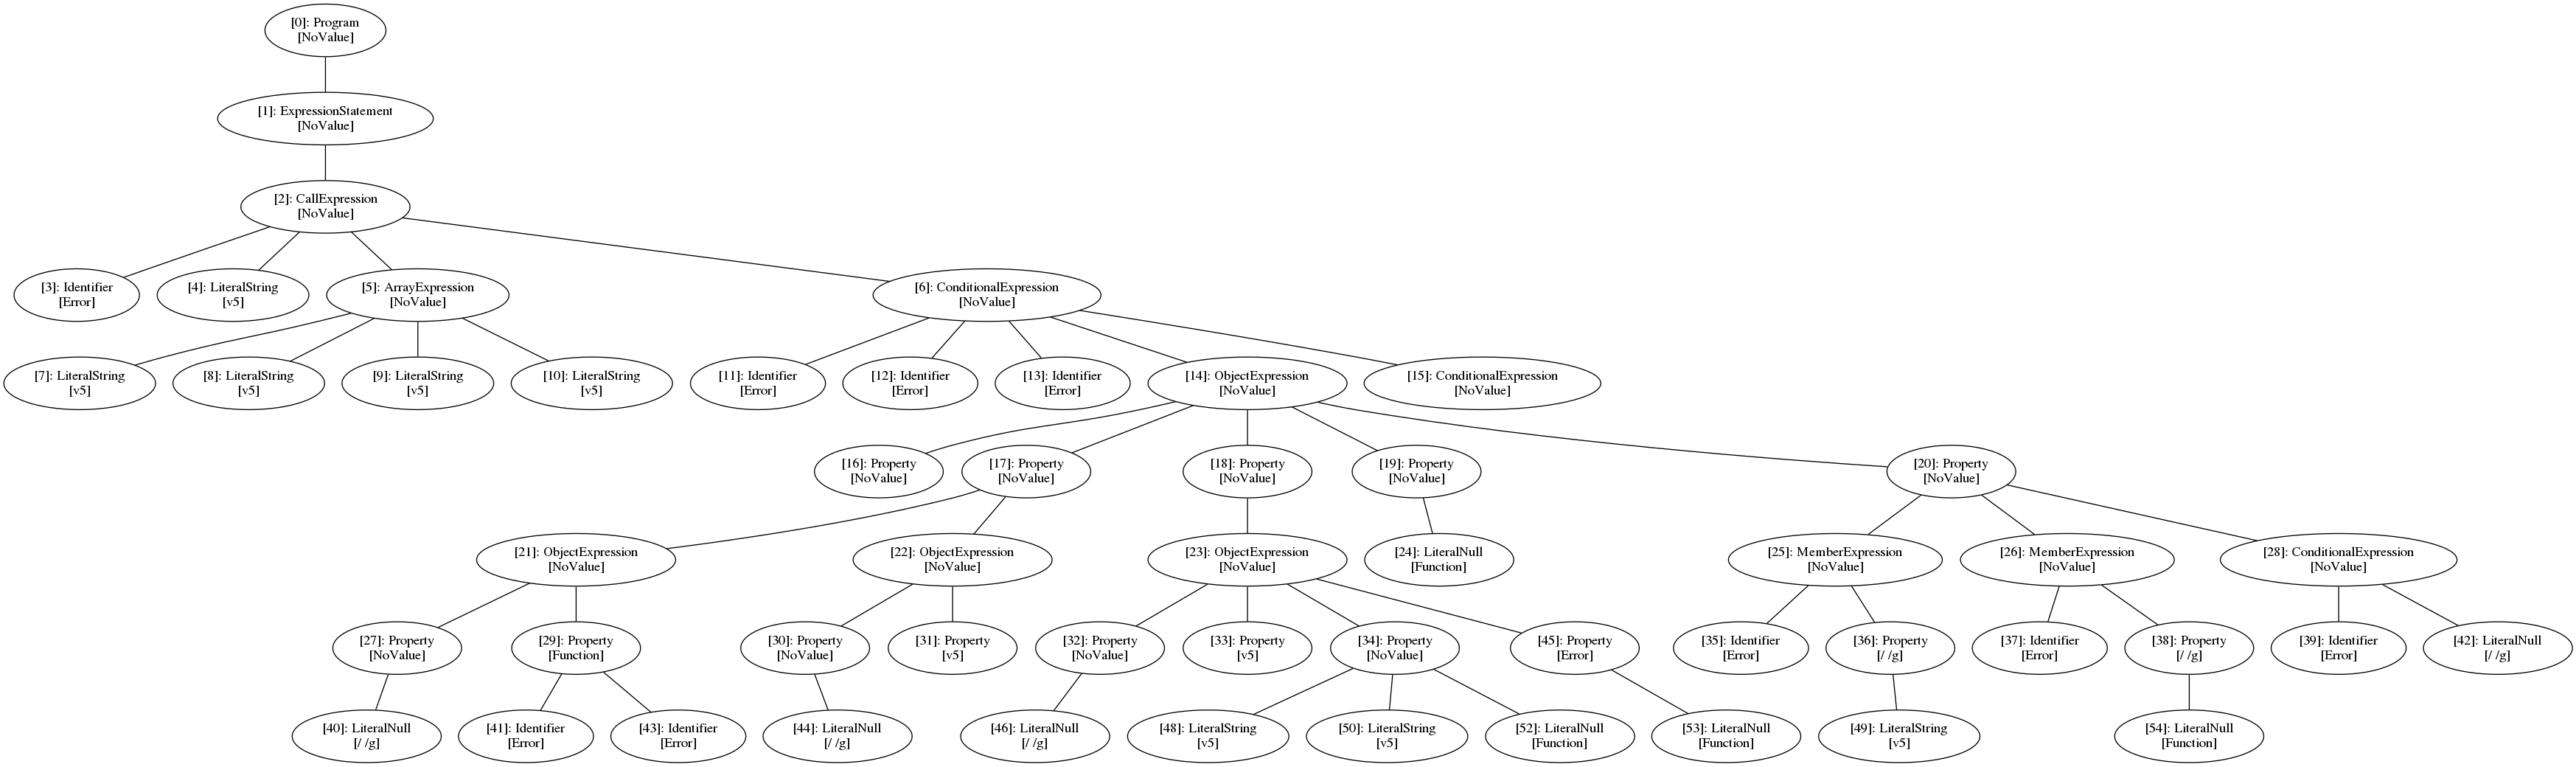 [0]: Program
[NoValue]
[1]: ExpressionStatement
[NoValue]
[2]: CallExpression
[NoValue]
[3]: Identifier
[Error]
[4]: LiteralString
[v5]
[5]: ArrayExpression
[NoValue]
[6]: ConditionalExpression
[NoValue]
[7]: LiteralString
[v5]
[8]: LiteralString
[v5]
[9]: LiteralString
[v5]
[10]: LiteralString
[v5]
[11]: Identifier
[Error]
[12]: Identifier
[Error]
[13]: Identifier
[Error]
[14]: ObjectExpression
[NoValue]
[15]: ConditionalExpression
[NoValue]
[16]: Property
[NoValue]
[17]: Property
[NoValue]
[18]: Property
[NoValue]
[19]: Property
[NoValue]
[20]: Property
[NoValue]
[21]: ObjectExpression
[NoValue]
[22]: ObjectExpression
[NoValue]
[23]: ObjectExpression
[NoValue]
[24]: LiteralNull
[Function]
[25]: MemberExpression
[NoValue]
[26]: MemberExpression
[NoValue]
[28]: ConditionalExpression
[NoValue]
[27]: Property
[NoValue]
[29]: Property
[Function]
[30]: Property
[NoValue]
[31]: Property
[v5]
[32]: Property
[NoValue]
[33]: Property
[v5]
[34]: Property
[NoValue]
[45]: Property
[Error]
[35]: Identifier
[Error]
[36]: Property
[/ /g]
[37]: Identifier
[Error]
[38]: Property
[/ /g]
[39]: Identifier
[Error]
[42]: LiteralNull
[/ /g]
[40]: LiteralNull
[/ /g]
[41]: Identifier
[Error]
[43]: Identifier
[Error]
[44]: LiteralNull
[/ /g]
[46]: LiteralNull
[/ /g]
[48]: LiteralString
[v5]
[50]: LiteralString
[v5]
[52]: LiteralNull
[Function]
[53]: LiteralNull
[Function]
[49]: LiteralString
[v5]
[54]: LiteralNull
[Function]